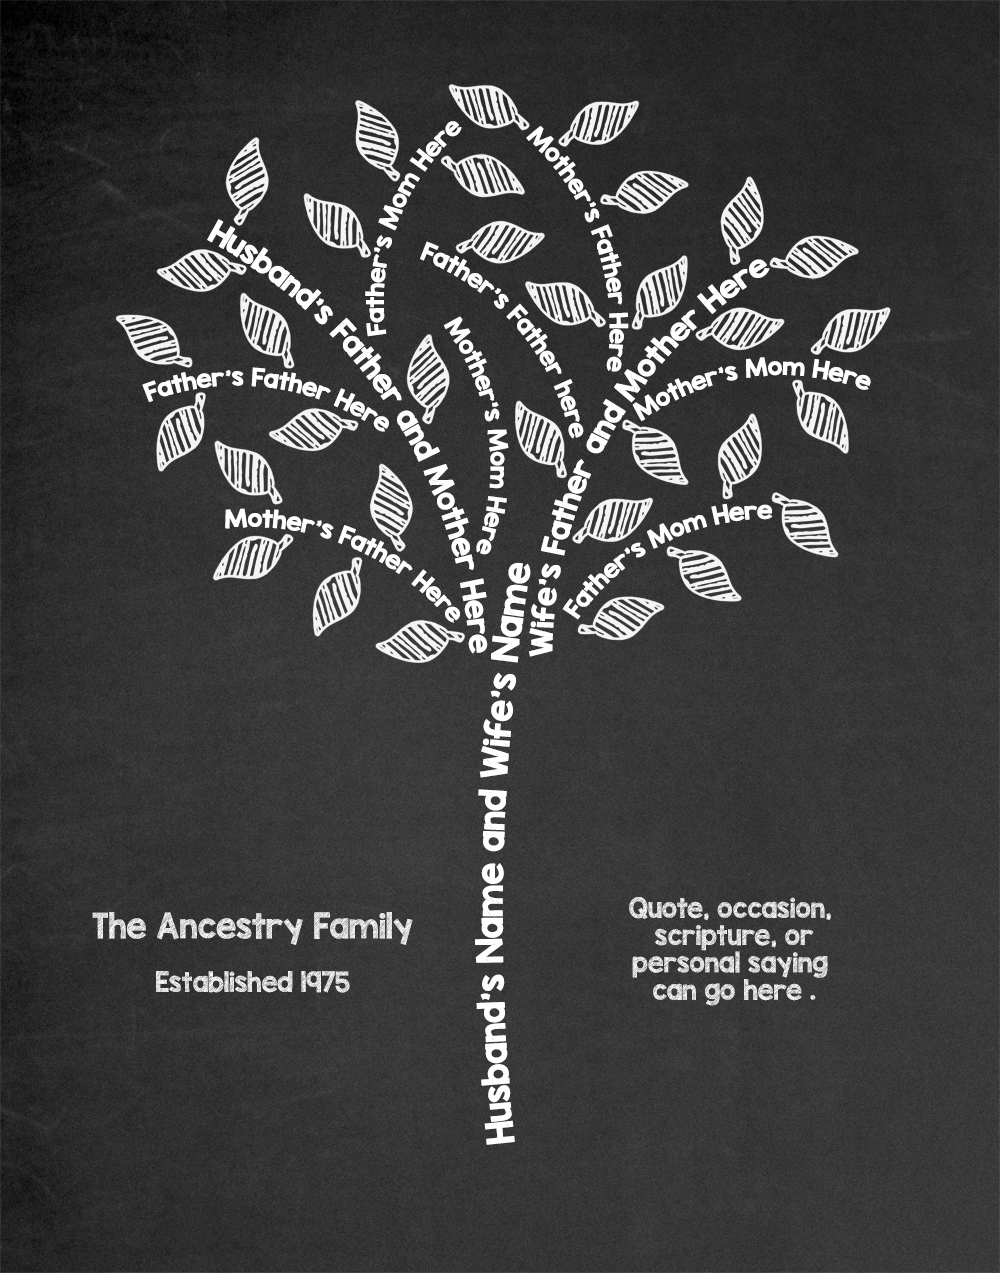 Father's Mom Here
Mother's Father Here
Husband's Father and Mother Here
Father's Father here
Wife's Father and Mother Here
Mother's Mom Here
Father's Father Here
Mother's Mom Here
Mother's Father Here
Father's Mom Here
Husband's Name and Wife's Name
The Ancestry Family
Established 1975
Quote, occasion,
scripture, or
personal saying
can go here .